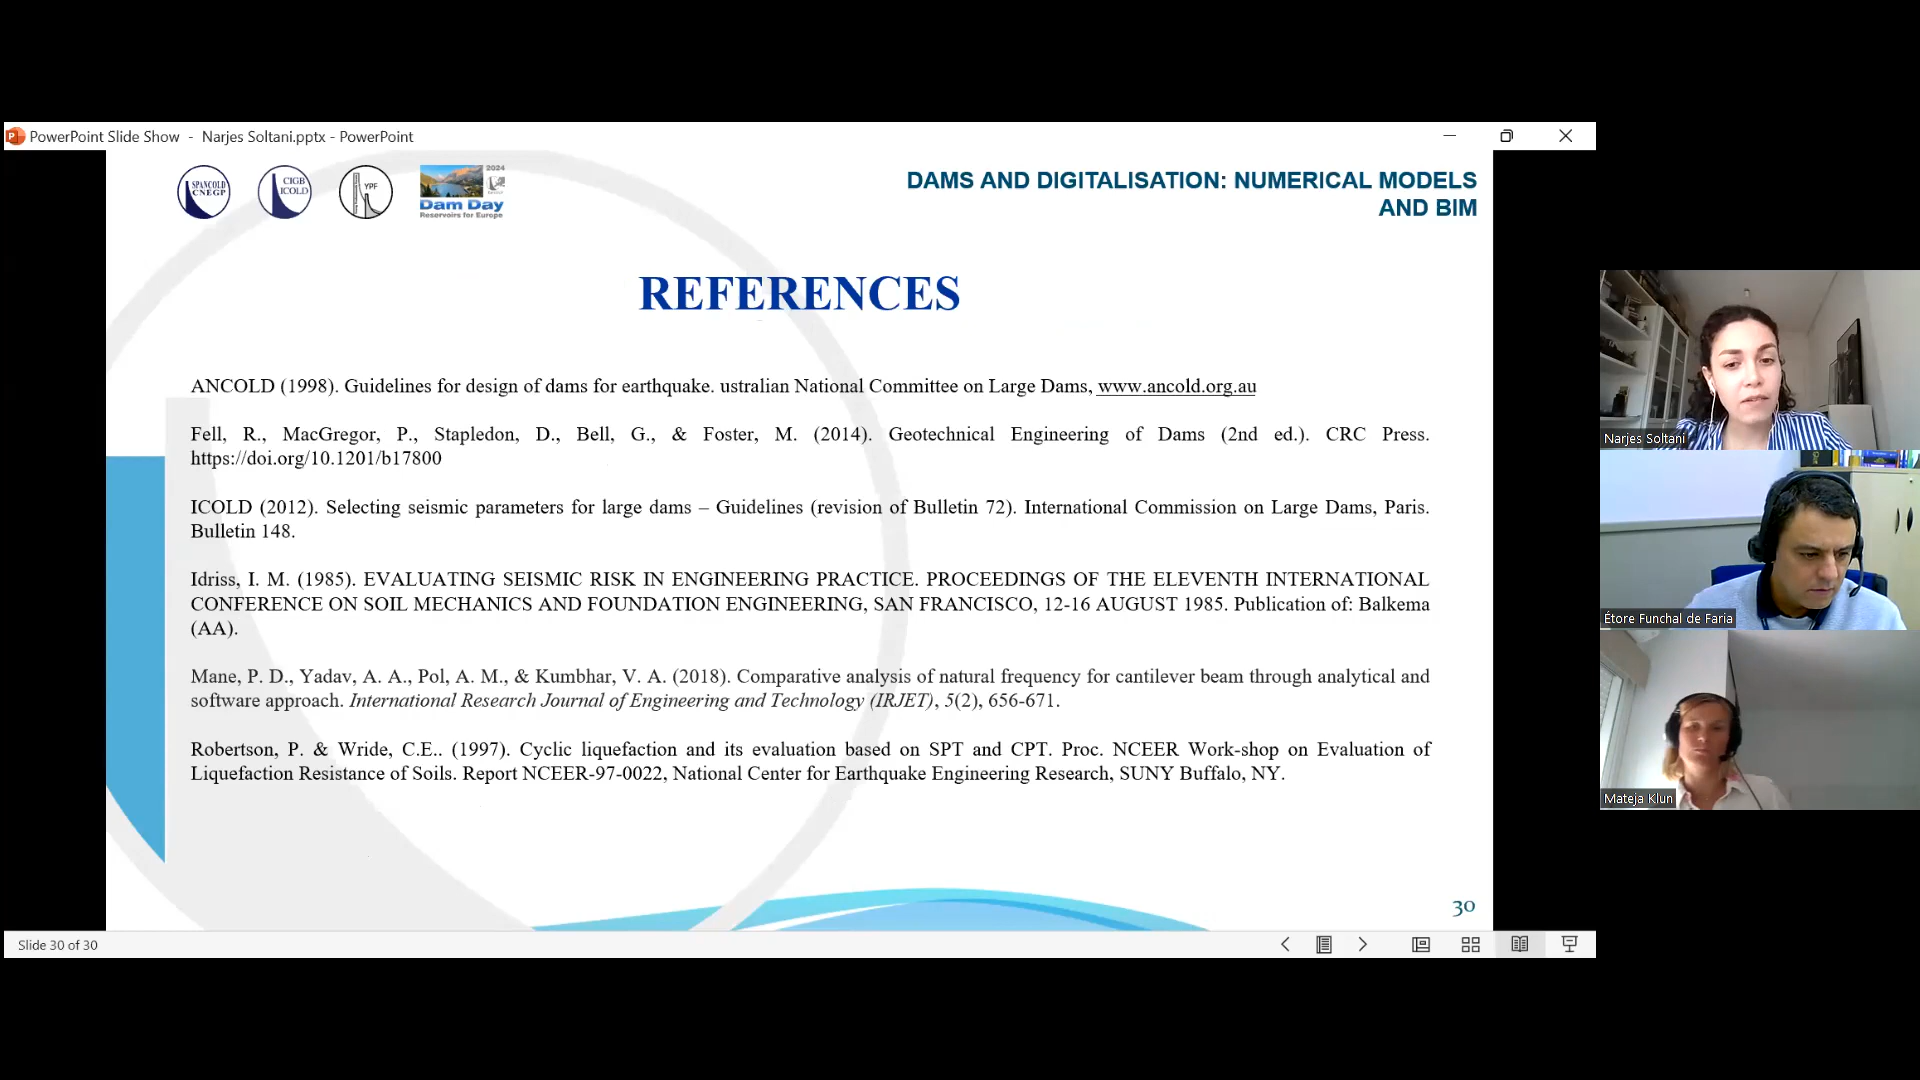 PowerPoint Slide Show - Narjes Soltani.pptx - PowerPoint
SPANCOLD
CNEGP
CIGB
ICOLD
YPF
2024
Dam Day
Reservoirs for Europe
DAMS AND DIGITALISATION: NUMERICAL MODELS
AND BIM
REFERENCES
ANCOLD (1998). Guidelines for design of dams for earthquake. ustralian National Committee on Large Dams, www.ancold.org.au
Fell, R., MacGregor, P., Stapledon, D., Bell, G., & Foster, M. (2014). Geotechnical Engineering of Dams (2nd ed.). CRC Press.
https://doi.org/10.1201/b17800
ICOLD (2012). Selecting seismic parameters for large dams – Guidelines (revision of Bulletin 72). International Commission on Large Dams, Paris.
Bulletin 148.
Idriss, I. M. (1985). EVALUATING SEISMIC RISK IN ENGINEERING PRACTICE. PROCEEDINGS OF THE ELEVENTH INTERNATIONAL
CONFERENCE ON SOIL MECHANICS AND FOUNDATION ENGINEERING, SAN FRANCISCO, 12-16 AUGUST 1985. Publication of: Balkema
(AA).
Mane, P. D., Yadav, A. A., Pol, A. M., & Kumbhar, V. A. (2018). Comparative analysis of natural frequency for cantilever beam through analytical and
software approach. International Research Journal of Engineering and Technology (IRJET), 5(2), 656-671.
Robertson, P. & Wride, C.E.. (1997). Cyclic liquefaction and its evaluation based on SPT and CPT. Proc. NCEER Work-shop on Evaluation of
Liquefaction Resistance of Soils. Report NCEER-97-0022, National Center for Earthquake Engineering Research, SUNY Buffalo, NY.
30
Slide 30 of 30
Narjes Soltani
Étore Funchal de Faria
Mateja Klun